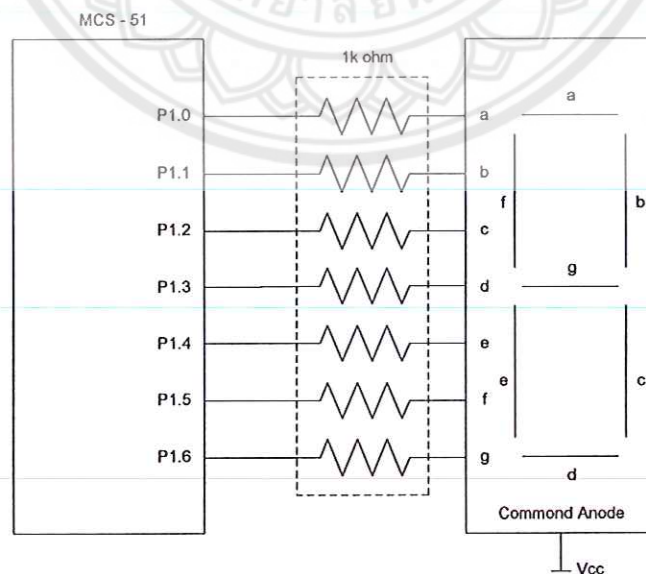 MCS - 51
1k ohm
P1.0
a
a
P1.1
b
f
b
P1.2
c
g
P1.3
d
P1.4
e
e
c
P1.5
f
P1.6
g
d
Commond Anode
Vcc